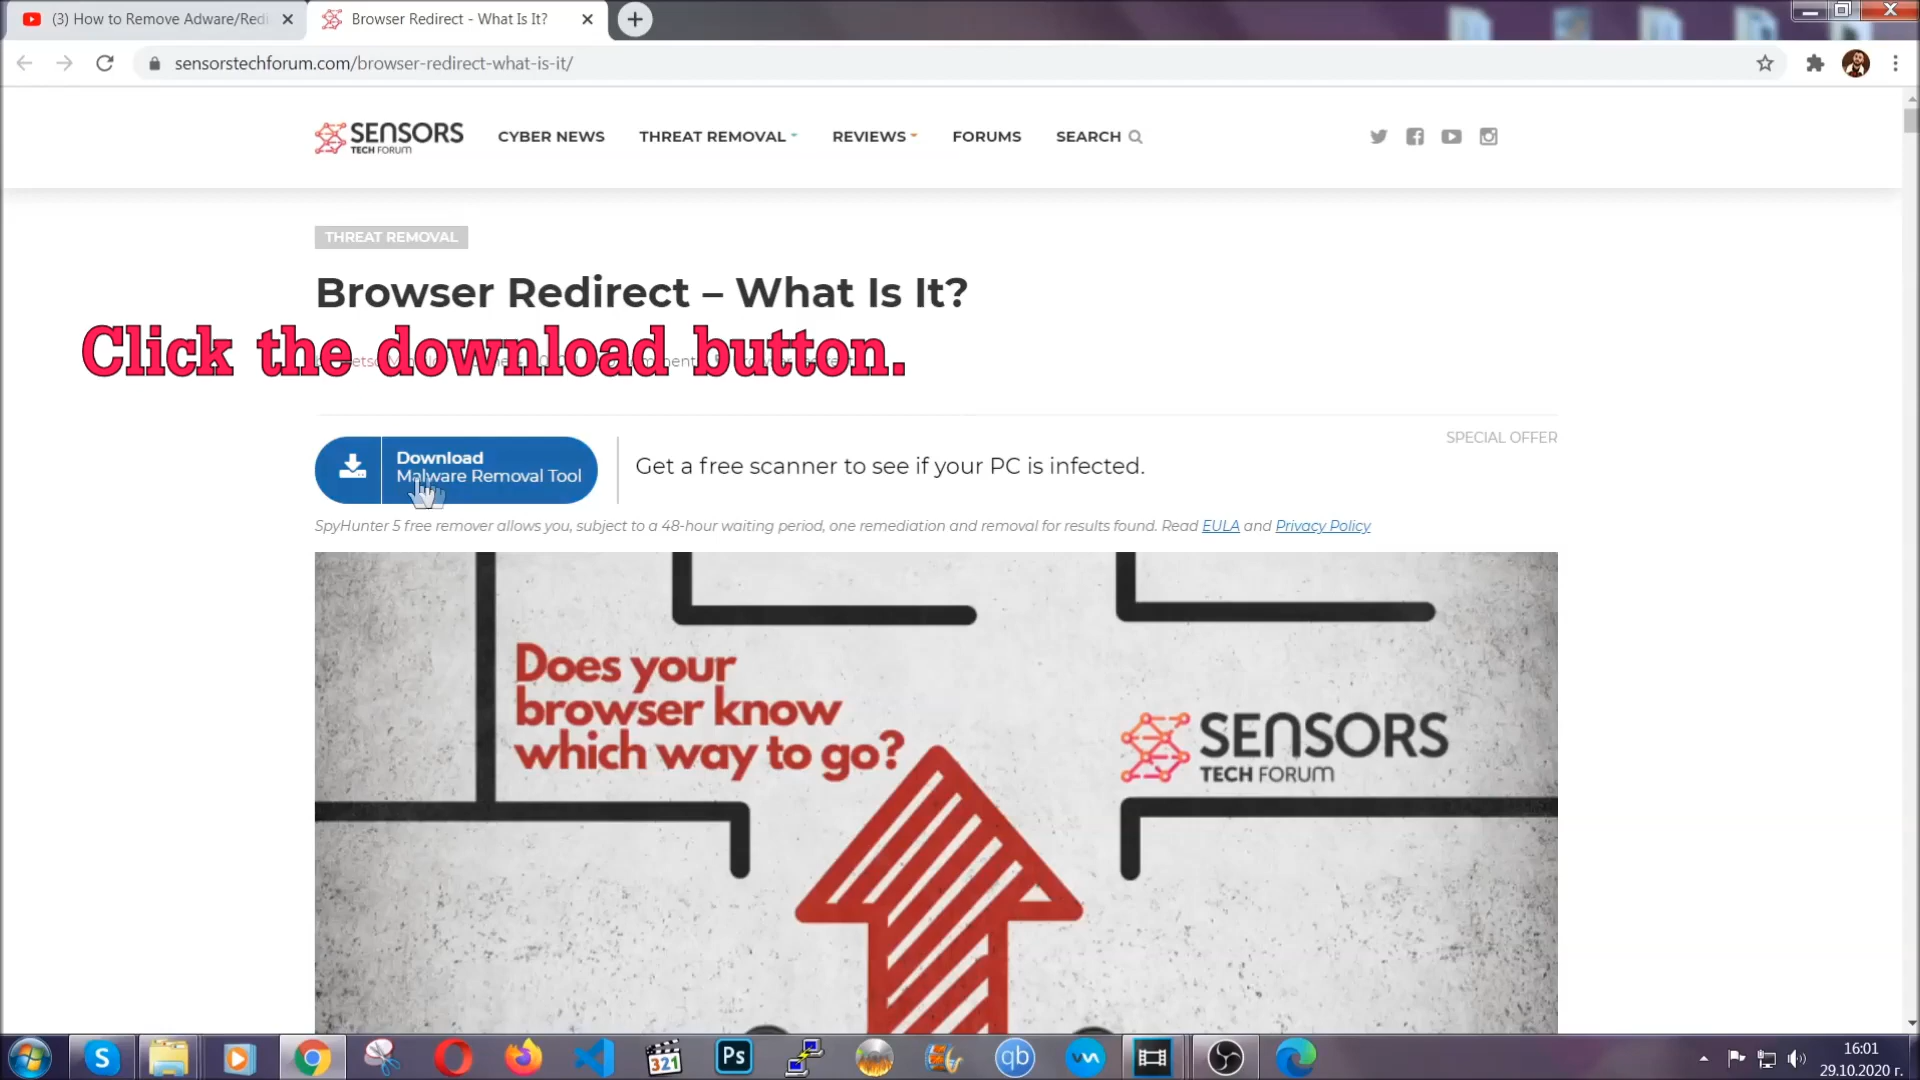 (3) How to Remove Adware/Redi
Browser Redirect - What Is It?
sensorstechforum.com/browser-redirect-what-is-it/
SENSORS
TECH FORUM
CYBER NEWS
THREAT REMOVAL
REVIEWS
FORUMS
SEARCH
THREAT REMOVAL
Browser Redirect – What Is It?
Click the download button.
SPECIAL OFFER
Download
Malware Removal Tool
Get a free scanner to see if your PC is infected.
SpyHunter 5 free remover allows you, subject to a 48-hour waiting period, one remediation and removal for results found. Read EULA and Privacy Policy
Does your
browser know
which way to go?
SENSORS
TECH FORUM
S
321
Ps
qb
16:01
29.10.2020 г.